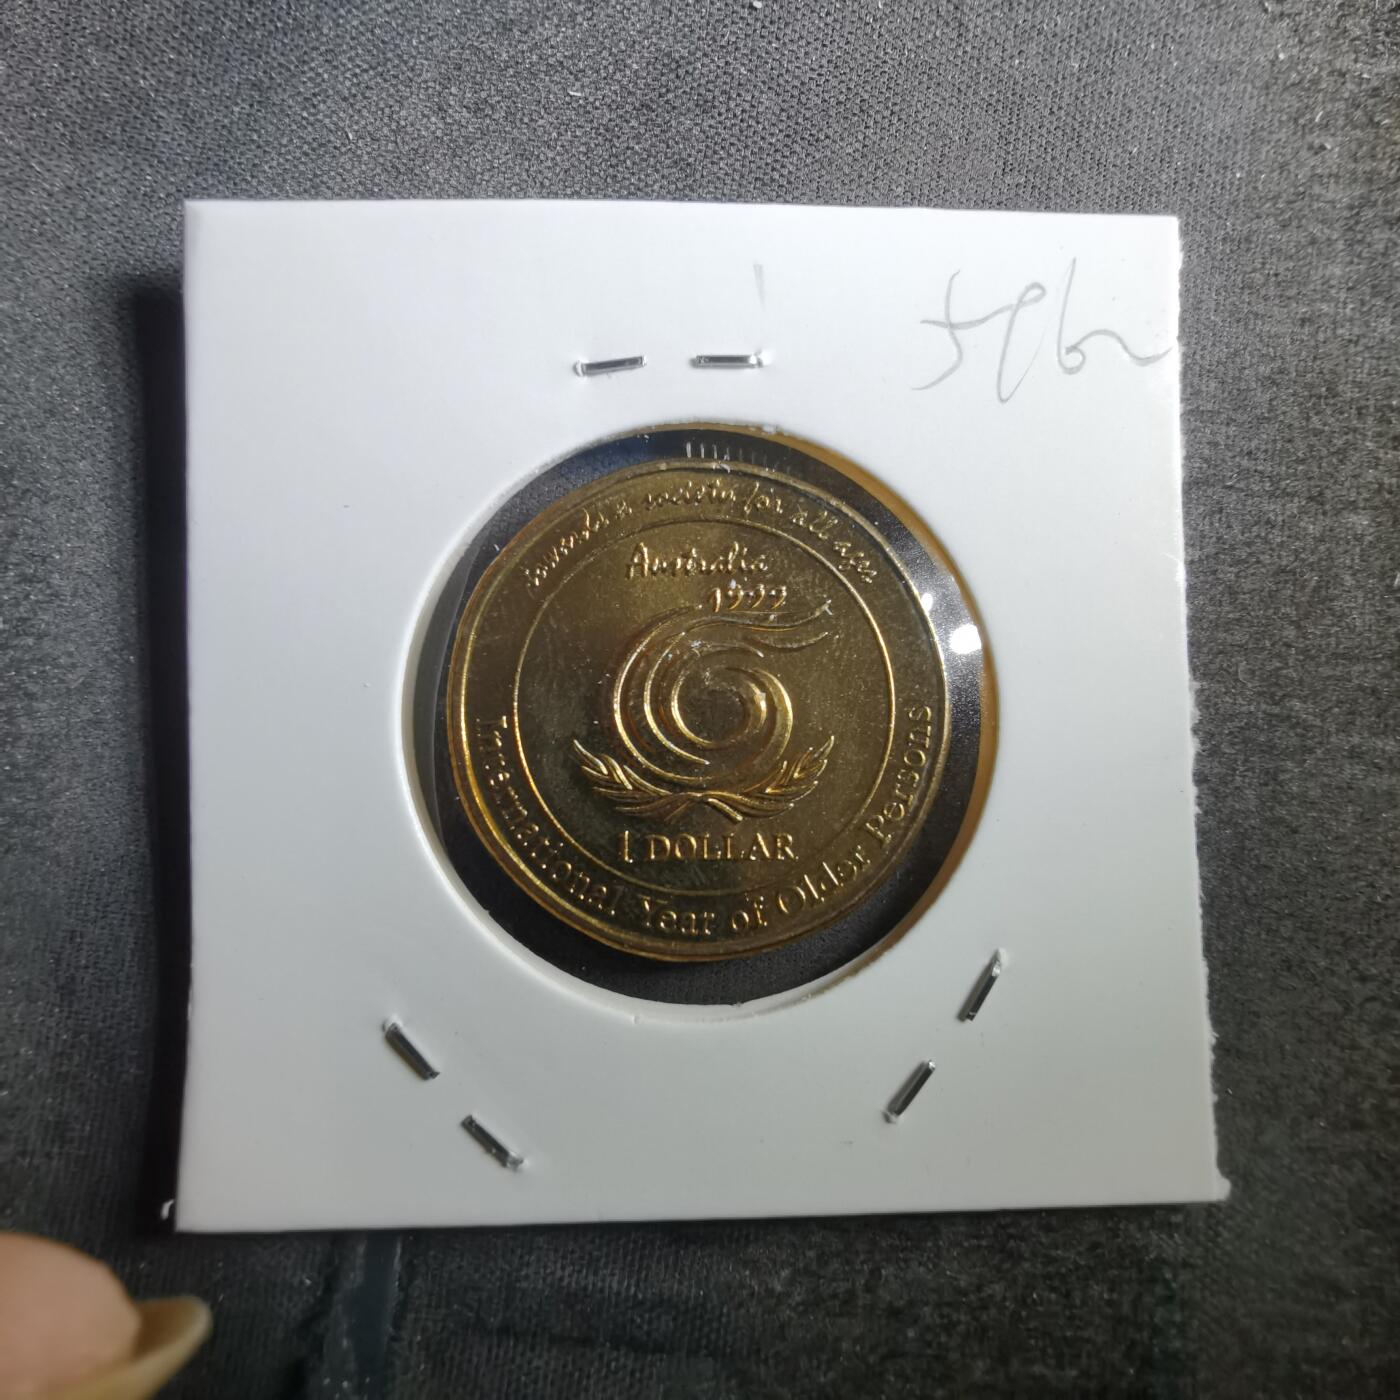 towards a society for all ages
Australia
1999
1 DOLLAR
International Year of Older Persons